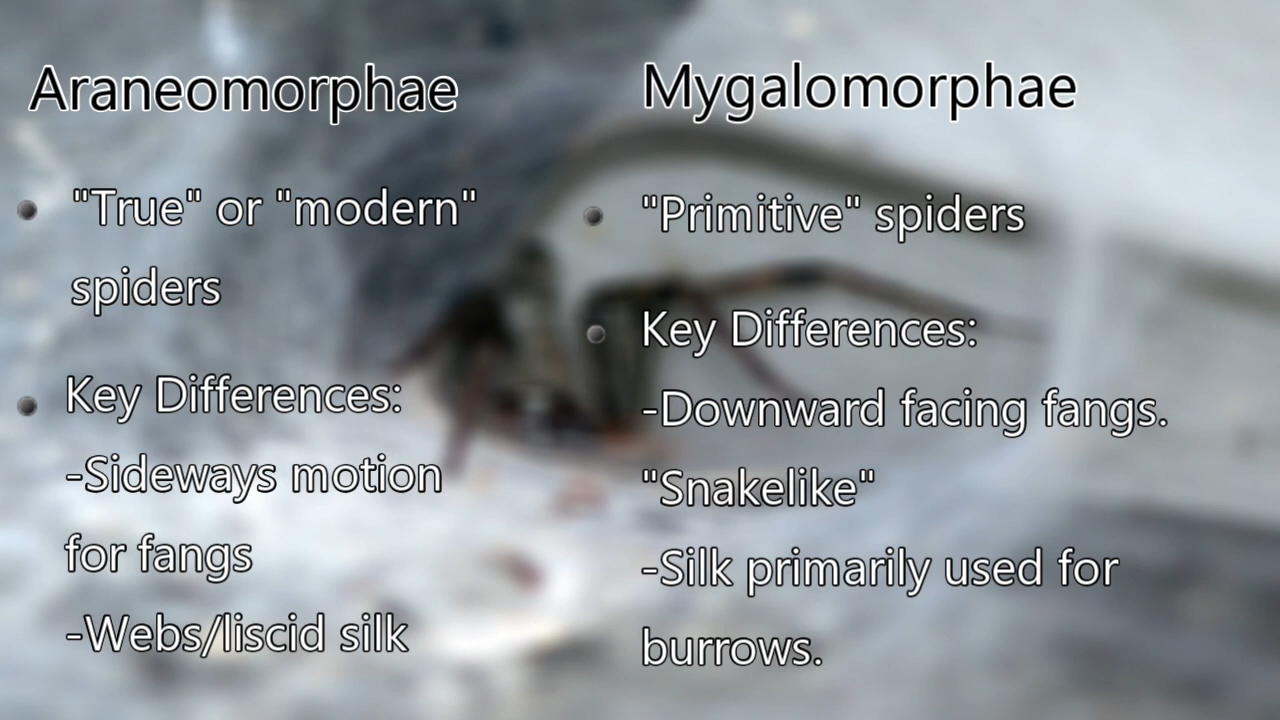 Araneomorphae
"True" or "modern"
spiders
Key Differences:
-Sideways motion
for fangs
-Webs/liscid silk
Mygalomorphae
"Primitive" spiders
Key Differences:
-Downward facing fangs.
"Snakelike"
-Silk primarily used for
burrows.